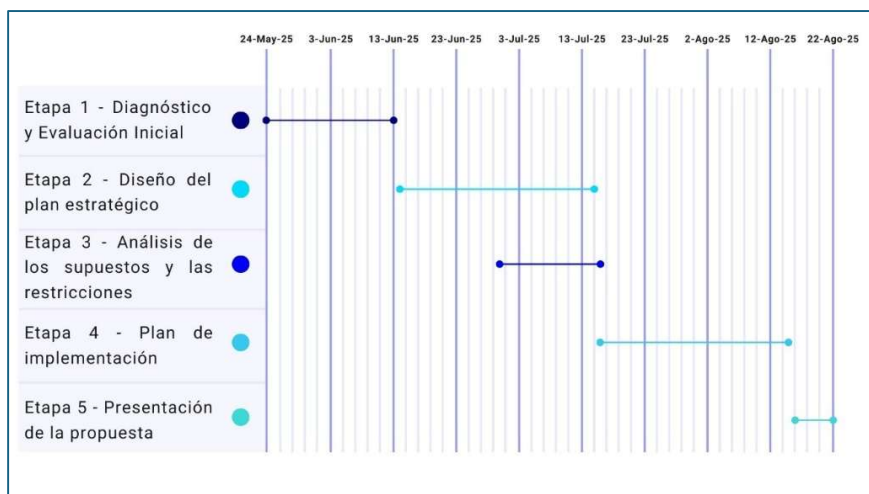 24-May-25 3-Jun-25 13-Jun-25 23-Jun-25 3-Jul-25 13-Jul-25 23-Jul-25 2-Ago-25 12-Ago-25 22-Ago-25
Etapa 1 - Diagnóstico
y Evaluación Inicial
Etapa 2 - Diseño del
plan estratégico
Etapa 3 - Análisis de
los supuestos y las
restricciones
Etapa 4 - Plan de
implementación
Etapa 5 - Presentación
de la propuesta